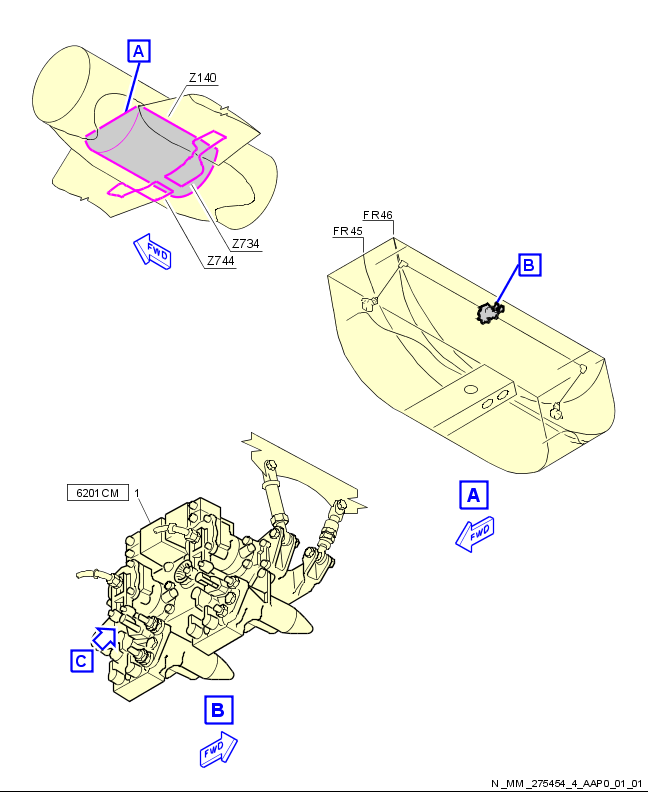 A
Z140
Z734
Z744
FWD
FR46
FR45
B
A
FWD
6201CM 1
C
B
FWD
N_MM_275454_4_AAP0_01_01